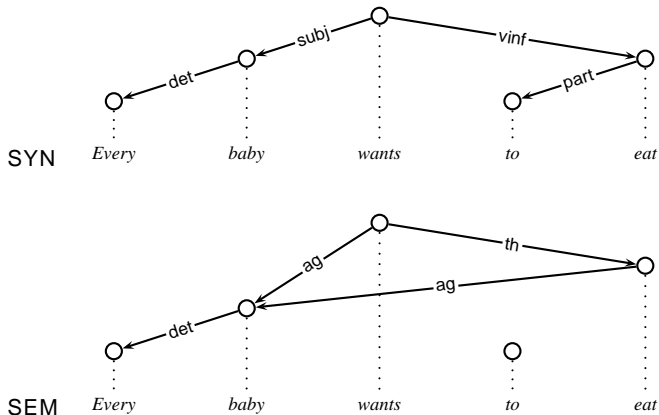 subj
vinf
det
part
SYN Every baby wants to eat
ag
th
ag
det
SEM Every baby wants to eat